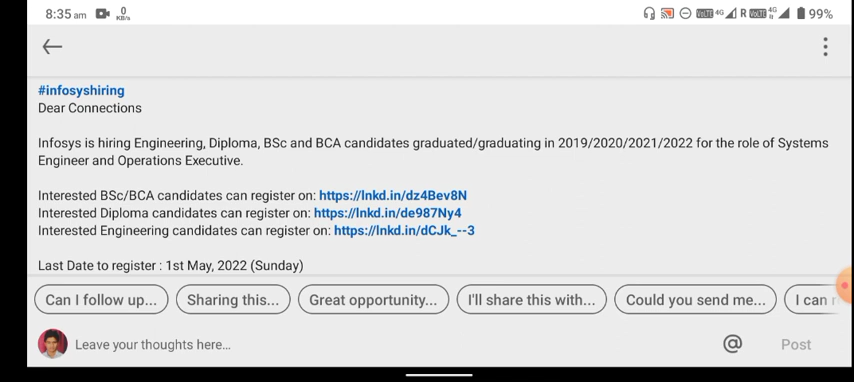 8:35 am 0 KB/s VoLTE 4G R VoLTE 4G 99%
#infosyshiring
Dear Connections
Infosys is hiring Engineering, Diploma, BSc and BCA candidates graduated/graduating in 2019/2020/2021/2022 for the role of Systems
Engineer and Operations Executive.
Interested BSc/BCA candidates can register on: https://lnkd.in/dz4Bev8N
Interested Diploma candidates can register on: https://lnkd.in/de987Ny4
Interested Engineering candidates can register on: https://lnkd.in/dCJk_--3
Last Date to register : 1st May, 2022 (Sunday)
Can I follow up... Sharing this... Great opportunity... I'll share this with... Could you send me... I can
Leave your thoughts here... @ Post